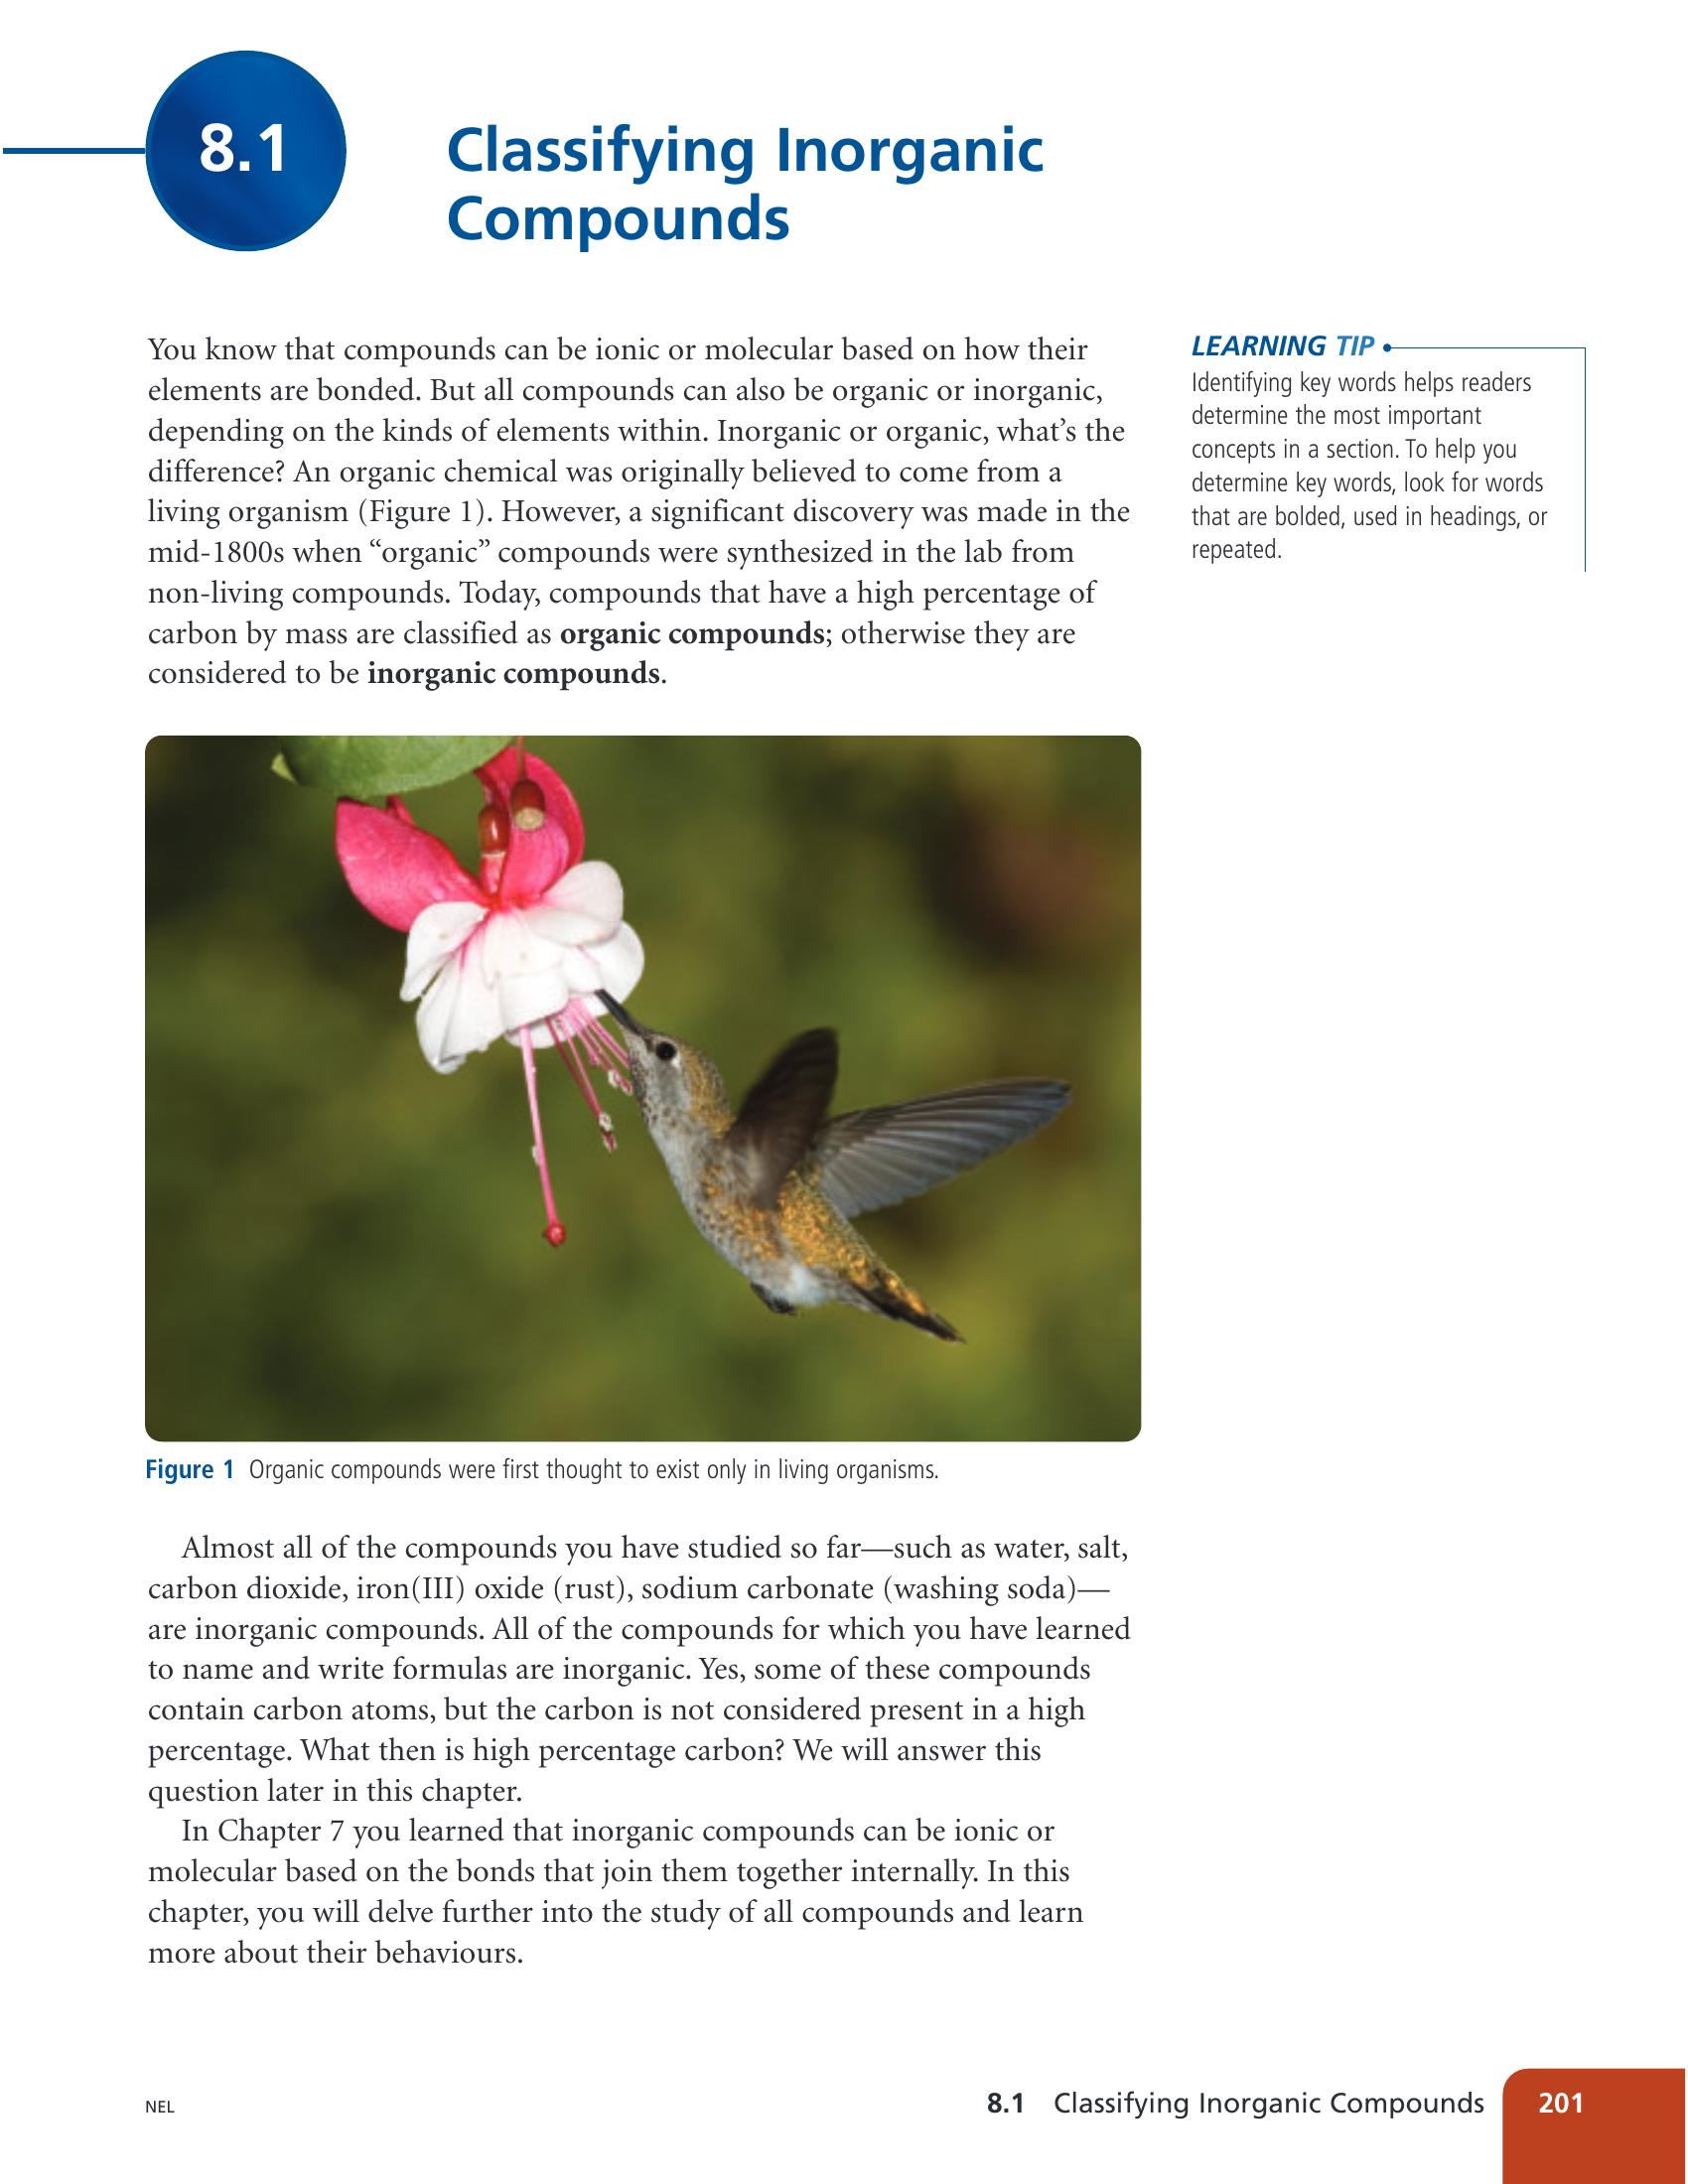 8.1
Classifying Inorganic
Compounds
You know that compounds can be ionic or molecular based on how their
elements are bonded. But all compounds can also be organic or inorganic,
depending on the kinds of elements within. Inorganic or organic, what's the
difference? An organic chemical was originally believed to come from a
living organism (Figure 1). However, a significant discovery was made in the
mid-1800s when “organic” compounds were synthesized in the lab from
non-living compounds. Today, compounds that have a high percentage of
carbon by mass are classified as organic compounds; otherwise they are
considered to be inorganic compounds.
LEARNING TIP
Identifying key words helps readers
determine the most important
concepts in a section. To help you
determine key words, look for words
that are bolded, used in headings, or
repeated.
Figure 1 Organic compounds were first thought to exist only in living organisms.
Almost all of the compounds you have studied so far—such as water, salt,
carbon dioxide, iron(III) oxide (rust), sodium carbonate (washing soda)—
are inorganic compounds. All of the compounds for which you have learned
to name and write formulas are inorganic. Yes, some of these compounds
contain carbon atoms, but the carbon is not considered present in a high
percentage. What then is high percentage carbon? We will answer this
question later in this chapter.
In Chapter 7 you learned that inorganic compounds can be ionic or
molecular based on the bonds that join them together internally. In this
chapter, you will delve further into the study of all compounds and learn
more about their behaviours.
NEL
8.1 Classifying Inorganic Compounds 201